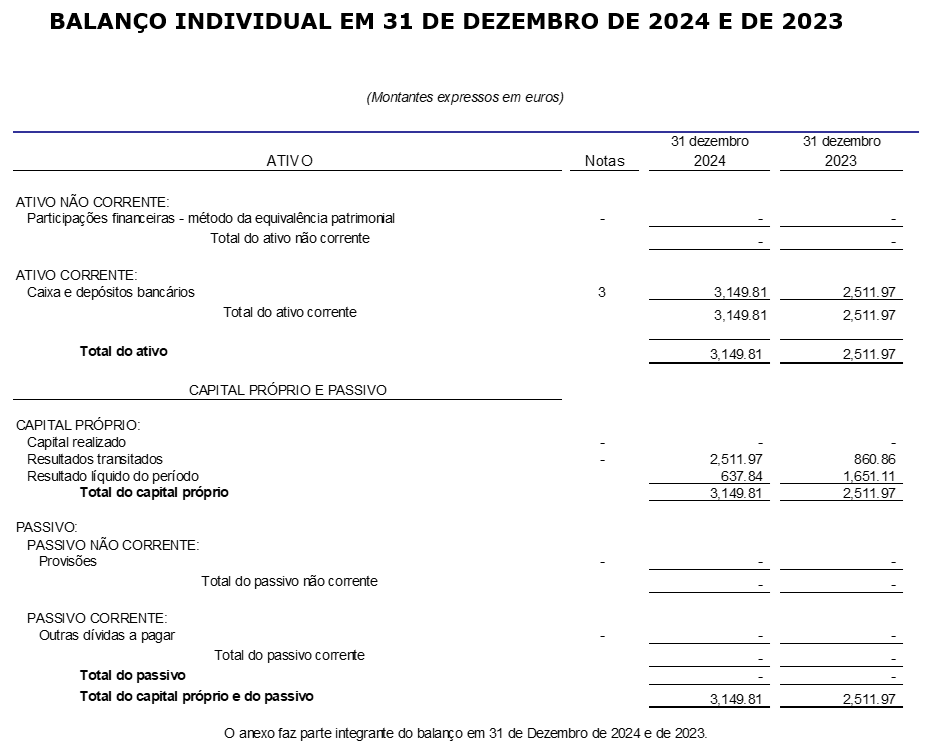 BALANÇO INDIVIDUAL EM 31 DE DEZEMBRO DE 2024 E DE 2023
(Montantes expressos em euros)
31 dezembro 31 dezembro
ATIVO Notas 2024 2023
ATIVO NÃO CORRENTE:
Participações financeiras - método da equivalência patrimonial - - -
Total do ativo não corrente - -
ATIVO CORRENTE:
Caixa e depósitos bancários 3 3,149.81 2,511.97
Total do ativo corrente 3,149.81 2,511.97
Total do ativo 3,149.81 2,511.97
CAPITAL PRÓPRIO E PASSIVO
CAPITAL PRÓPRIO:
Capital realizado - - -
Resultados transitados - 2,511.97 860.86
Resultado líquido do período 637.84 1,651.11
Total do capital próprio 3,149.81 2,511.97
PASSIVO:
PASSIVO NÃO CORRENTE:
Provisões - - -
Total do passivo não corrente - -
PASSIVO CORRENTE:
Outras dívidas a pagar - - -
Total do passivo corrente - -
Total do passivo - -
Total do capital próprio e do passivo 3,149.81 2,511.97
O anexo faz parte integrante do balanço em 31 de Dezembro de 2024 e de 2023.